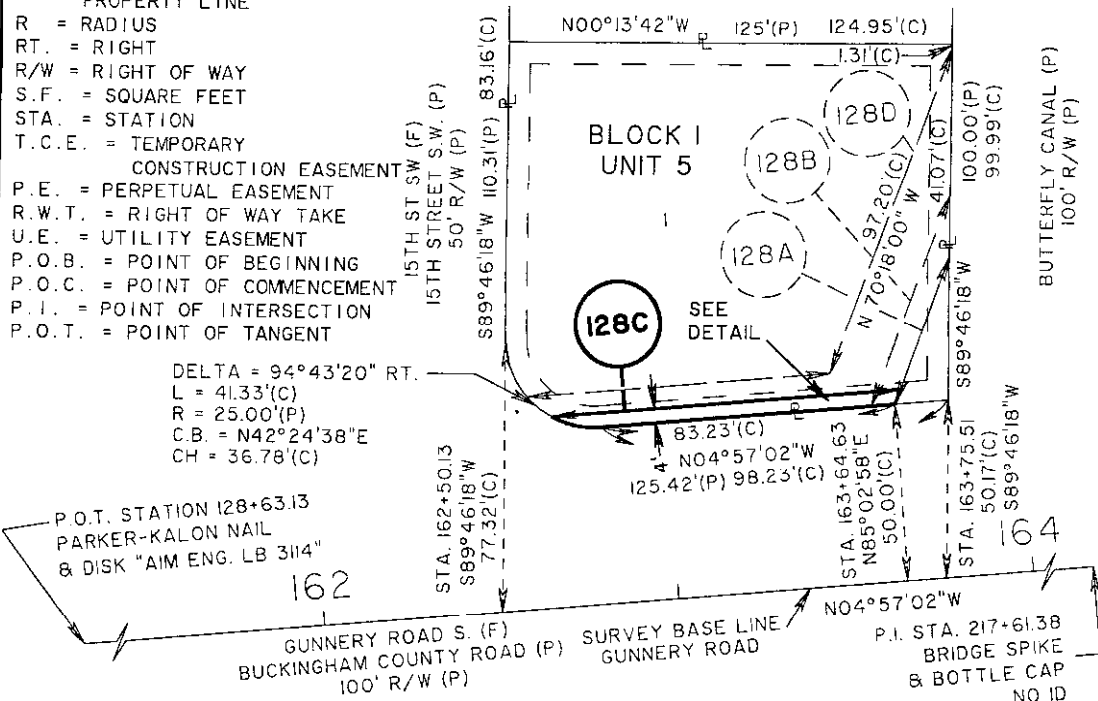 PROPERTY LINE
R = RADIUS
RT. = RIGHT
R/W = RIGHT OF WAY
S.F. = SQUARE FEET
STA. = STATION
T.C.E. = TEMPORARY
CONSTRUCTION EASEMENT
P.E. = PERPETUAL EASEMENT
R.W.T. = RIGHT OF WAY TAKE
U.E. = UTILITY EASEMENT
P.O.B. = POINT OF BEGINNING
P.O.C. = POINT OF COMMENCEMENT
P.I. = POINT OF INTERSECTION
P.O.T. = POINT OF TANGENT
N00°13'42"W 125'(P) 124.95'(C)
1.31'(C)
15TH ST SW (F)
15TH STREET S.W. (P)
50' R/W (P)
S89°46'18"W 110.31'(P) 83.16'(C)
BLOCK 1
UNIT 5
128D
128B
128A
128C
SEE
DETAIL
97.20'(C)
N 70°18'00" W
41.07'(C)
100.00'(P)
99.99'(C)
S89°46'18"W
BUTTERFLY CANAL (P)
100' R/W (P)
DELTA = 94°43'20" RT.
L = 41.33'(C)
R = 25.00'(P)
C.B. = N42°24'38"E
CH = 36.78'(C)
4'
83.23'(C)
N04°57'02"W
125.42'(P) 98.23'(C)
P.O.T. STATION 128+63.13
PARKER-KALON NAIL
& DISK "AIM ENG. LB 3114"
STA. 162+50.13
S89°46'18"W
77.32'(C)
STA. 163+64.63
N85°02'58"E
50.00'(C)
STA. 163+75.51
50.17'(C)
S89°46'18"W
162
164
N04°57'02"W
GUNNERY ROAD S. (F)
BUCKINGHAM COUNTY ROAD (P)
100' R/W (P)
SURVEY BASE LINE
GUNNERY ROAD
P.I. STA. 217+61.38
BRIDGE SPIKE
& BOTTLE CAP
NO ID